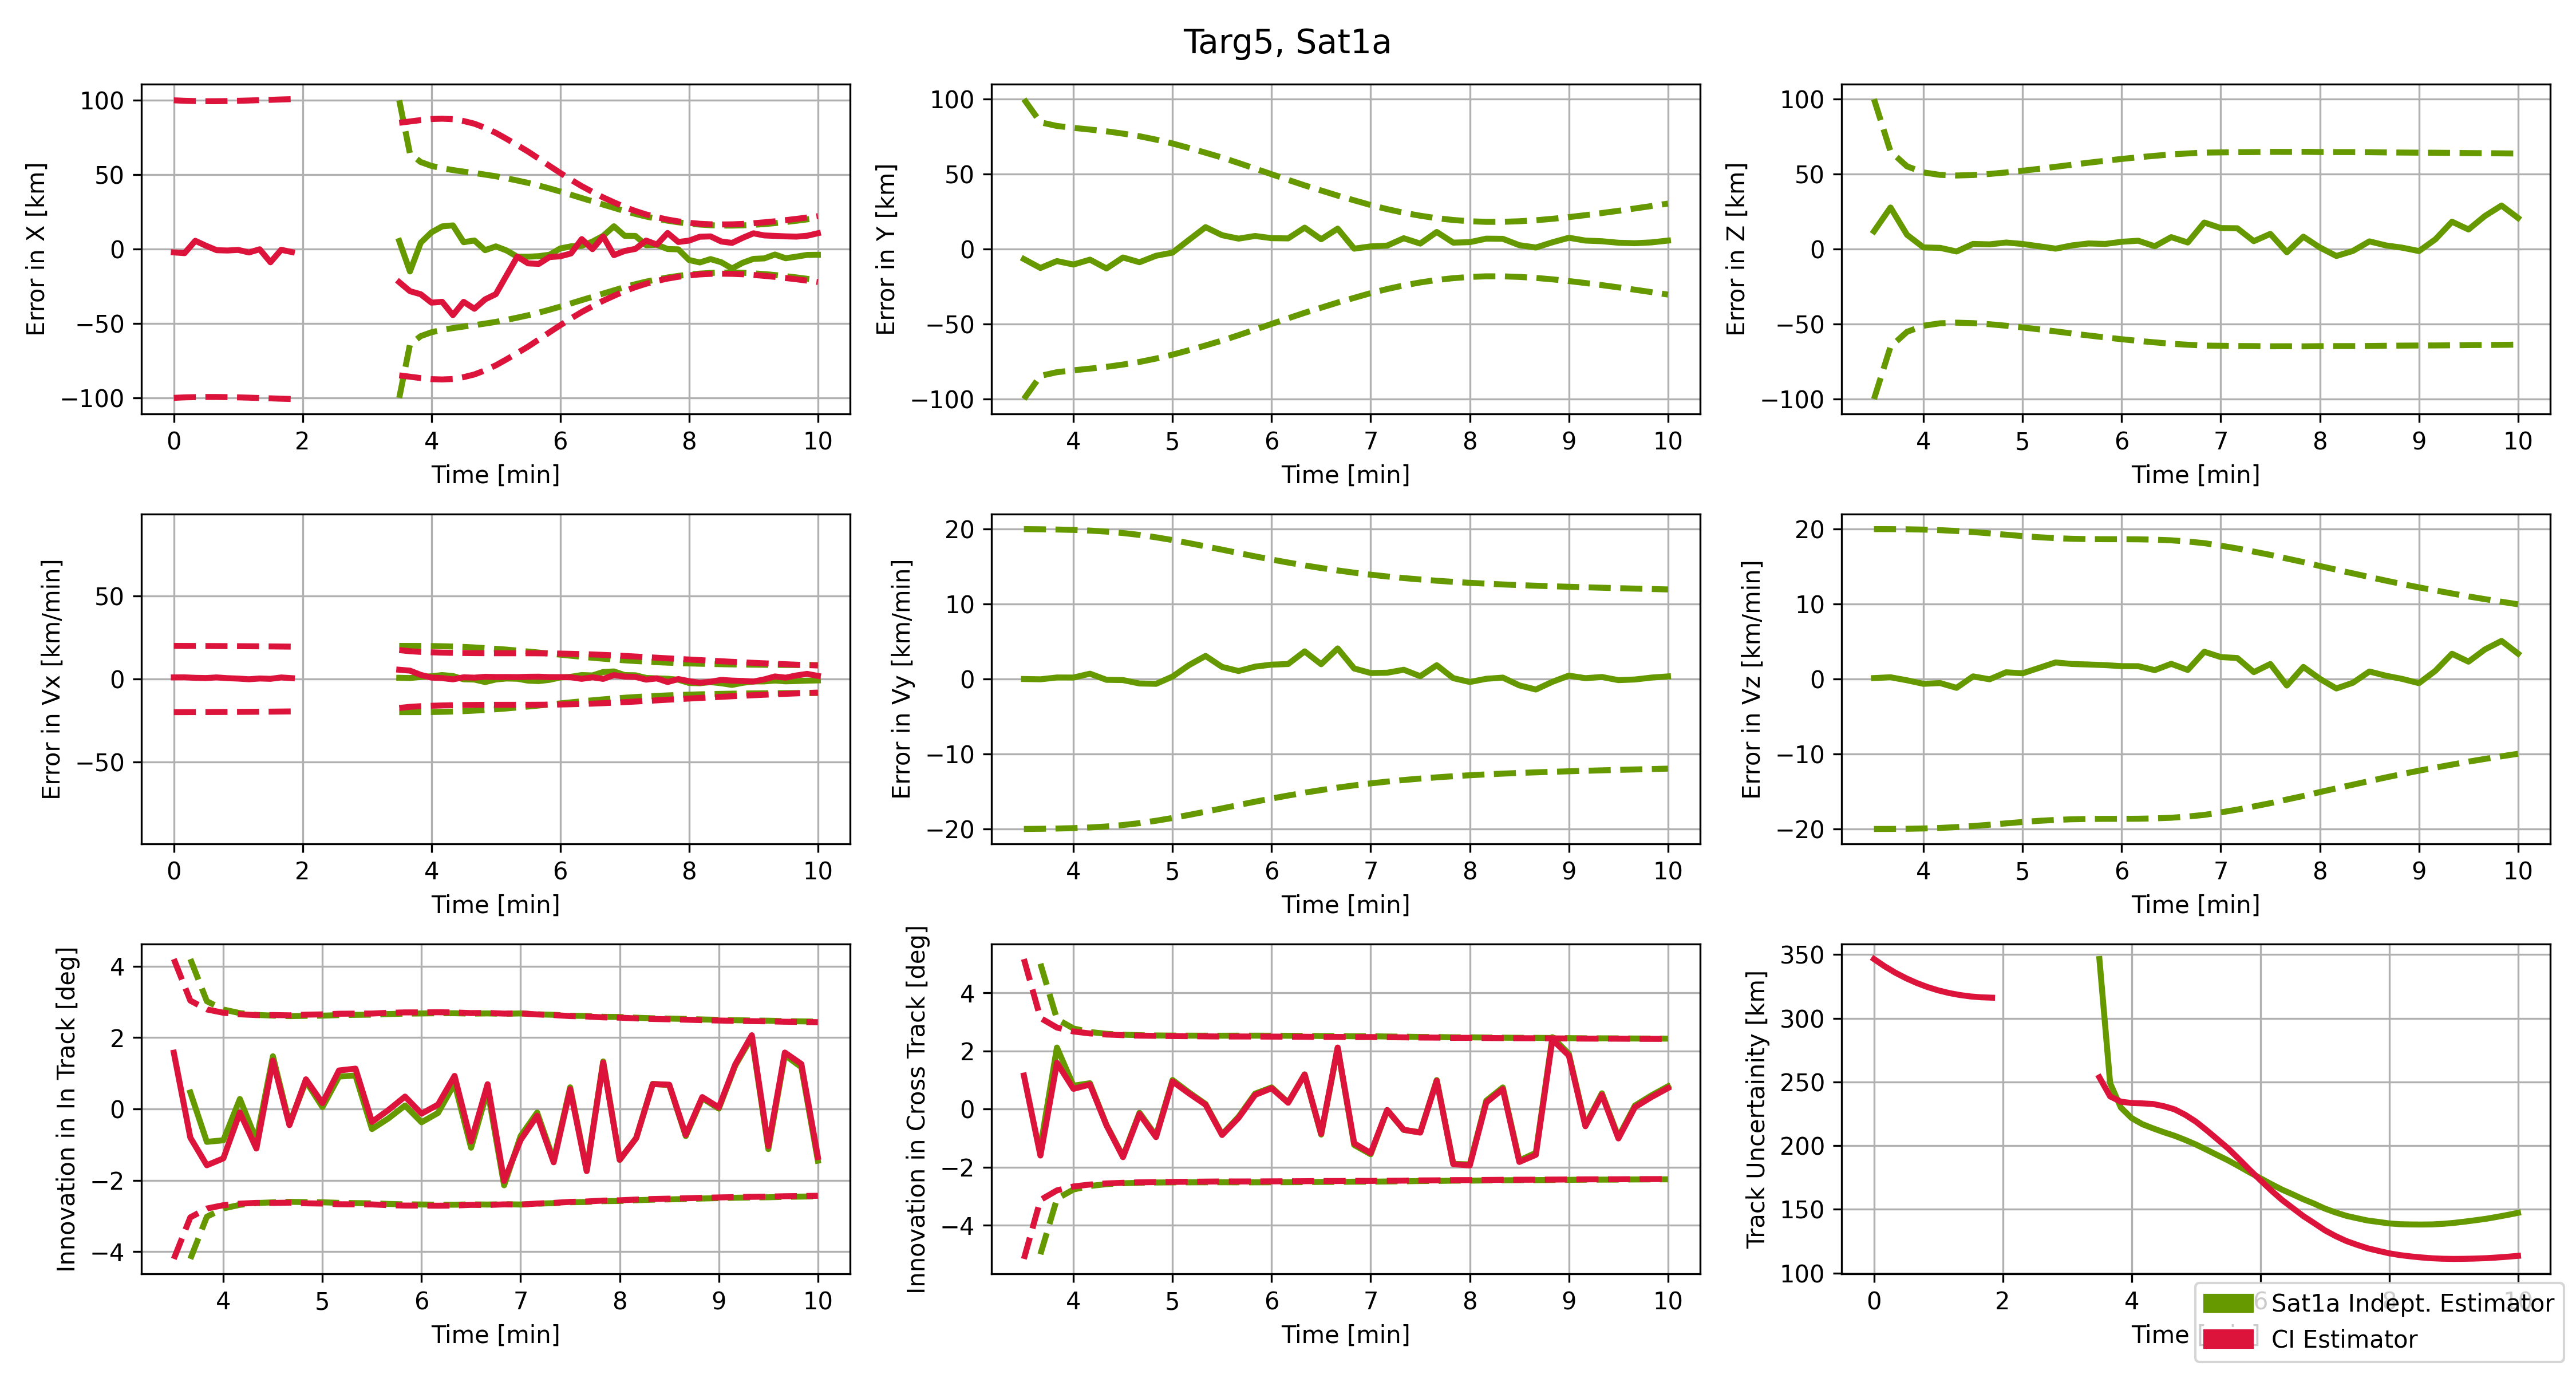 Targ5, Sat1a
Error in X [km]
100
50
0
−50
−100
0 2 4 6 8 10
Time [min]
Error in Y [km]
100
50
0
−50
−100
4 5 6 7 8 9 10
Time [min]
Error in Z [km]
100
50
0
−50
−100
4 5 6 7 8 9 10
Time [min]
Error in Vx [km/min]
50
0
−50
0 2 4 6 8 10
Time [min]
Error in Vy [km/min]
20
10
0
−10
−20
4 5 6 7 8 9 10
Time [min]
Error in Vz [km/min]
20
10
0
−10
−20
4 5 6 7 8 9 10
Time [min]
Innovation in In Track [deg]
4
2
0
−2
−4
4 5 6 7 8 9 10
Time [min]
Innovation in Cross Track [deg]
4
2
0
−2
−4
4 5 6 7 8 9 10
Time [min]
Track Uncertainity [km]
350
300
250
200
150
100
0 2 4 6 8 10
Time
Sat1a Indept. Estimator
CI Estimator